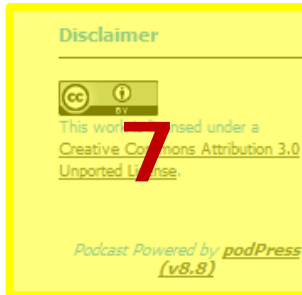 Disclaimer
cc BY
This work is licensed under a
Creative Commons Attribution 3.0
Unported License.
7
Podcast Powered by podPress
(v8.8)